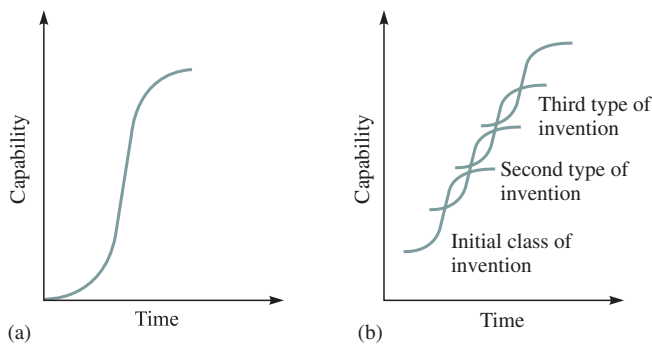 Capability
Time
(a)
Capability
Third type of
invention
Second type of
invention
Initial class of
invention
Time
(b)